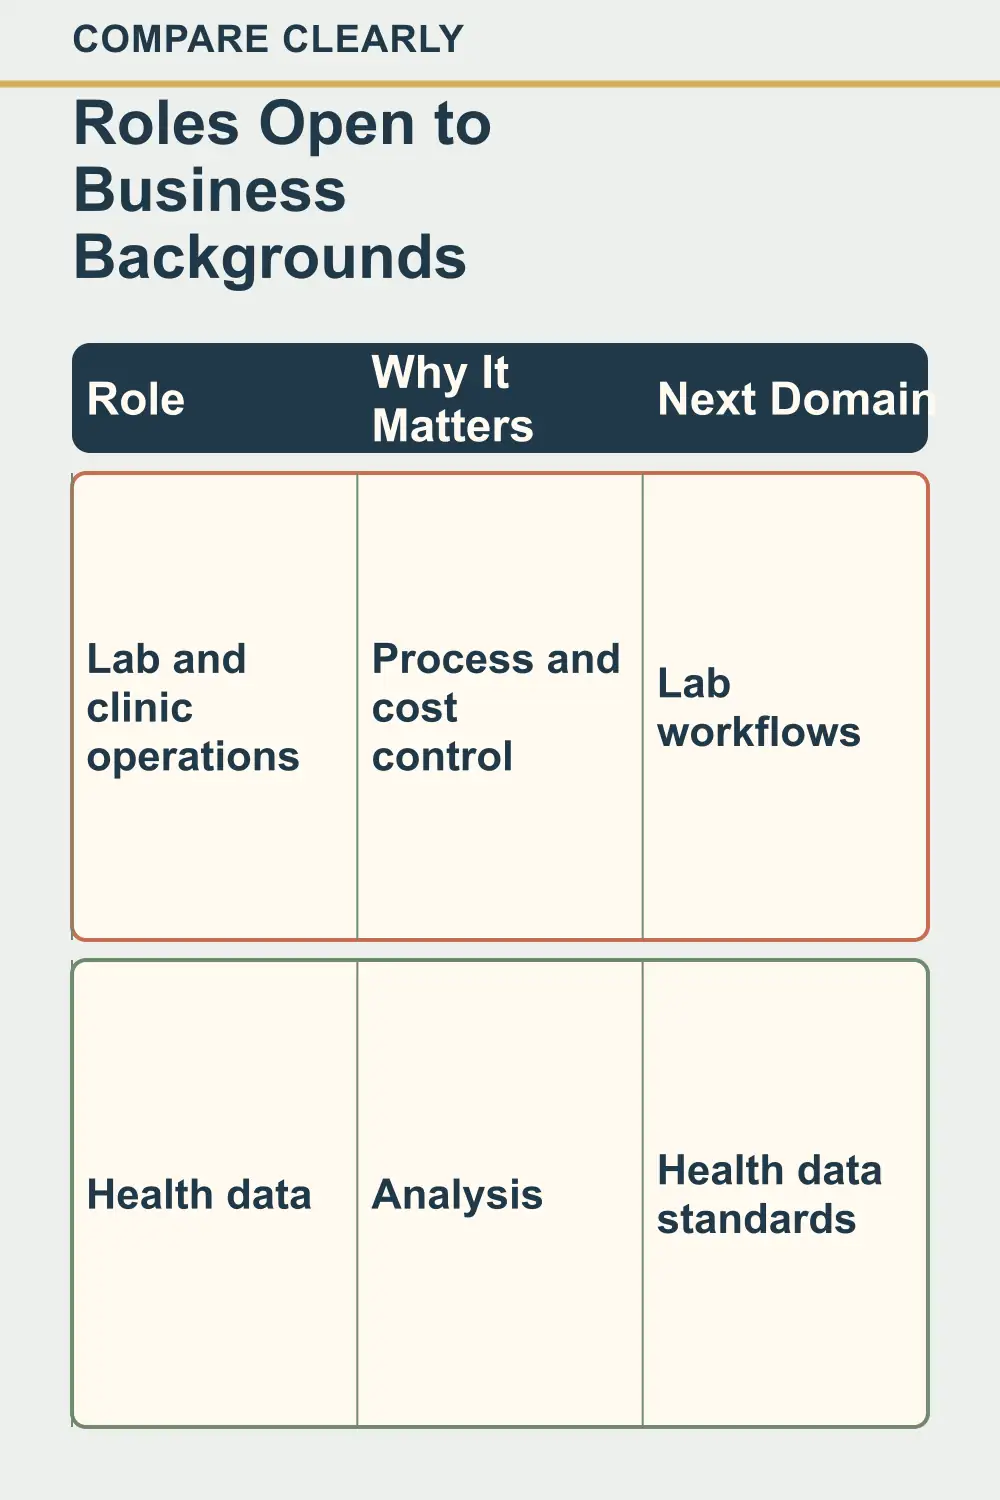 COMPARE CLEARLY
Roles Open to
Business
Backgrounds
Role
Why It
Matters
Next Domain
Lab and
clinic
operations
Process and
cost
control
Lab
workflows
Health data
Analysis
Health data
standards